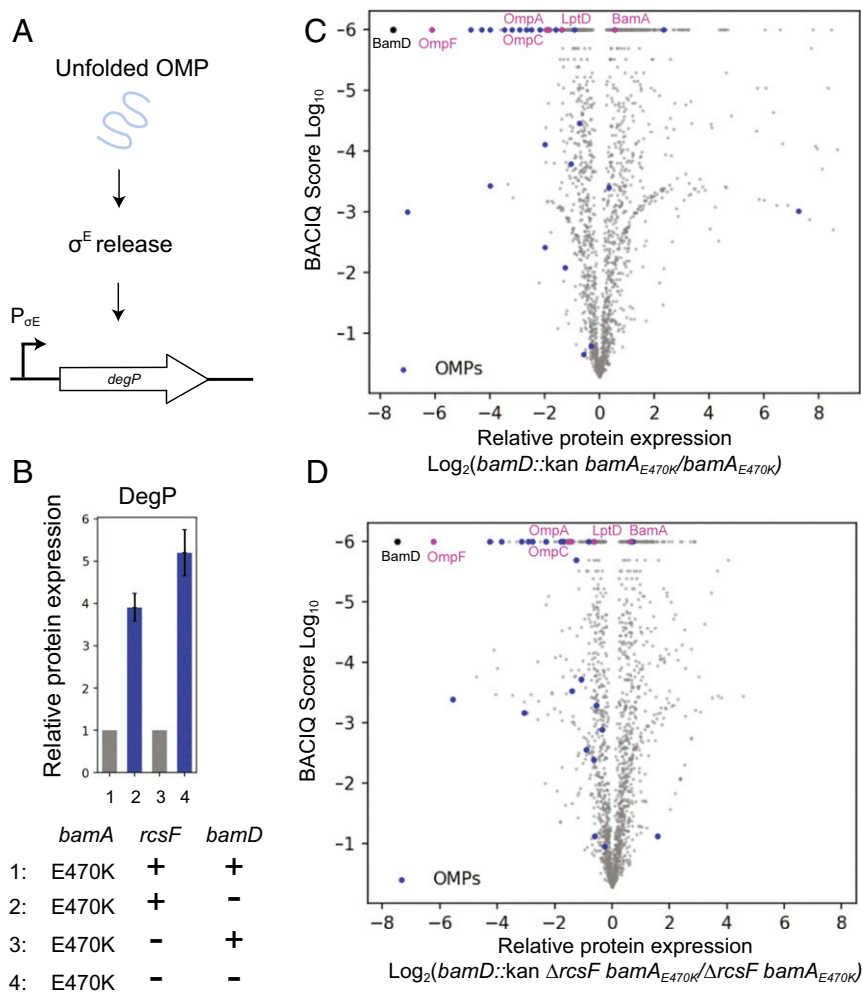 A
Unfolded OMP
σE release
PσE
degP
B
DegP
Relative protein expression
6
5
4
3
2
1
0
1 2 3 4
bamA rcsF bamD
1: E470K + +
2: E470K + -
3: E470K - +
4: E470K - -
C
BACIQ Score Log10
-6
-5
-4
-3
-2
-1
BamD
OmpF
OmpA
OmpC
LptD
BamA
OMPs
-8 -6 -4 -2 0 2 4 6 8
Relative protein expression
Log2(bamD::kan bamAE470K/bamAE470K)
D
BACIQ Score Log10
-6
-5
-4
-3
-2
-1
BamD
OmpF
OmpA
OmpC
LptD
BamA
OMPs
-8 -6 -4 -2 0 2 4 6 8
Relative protein expression
Log2(bamD::kan ΔrcsF bamAE470K/ΔrcsF bamAE470K)